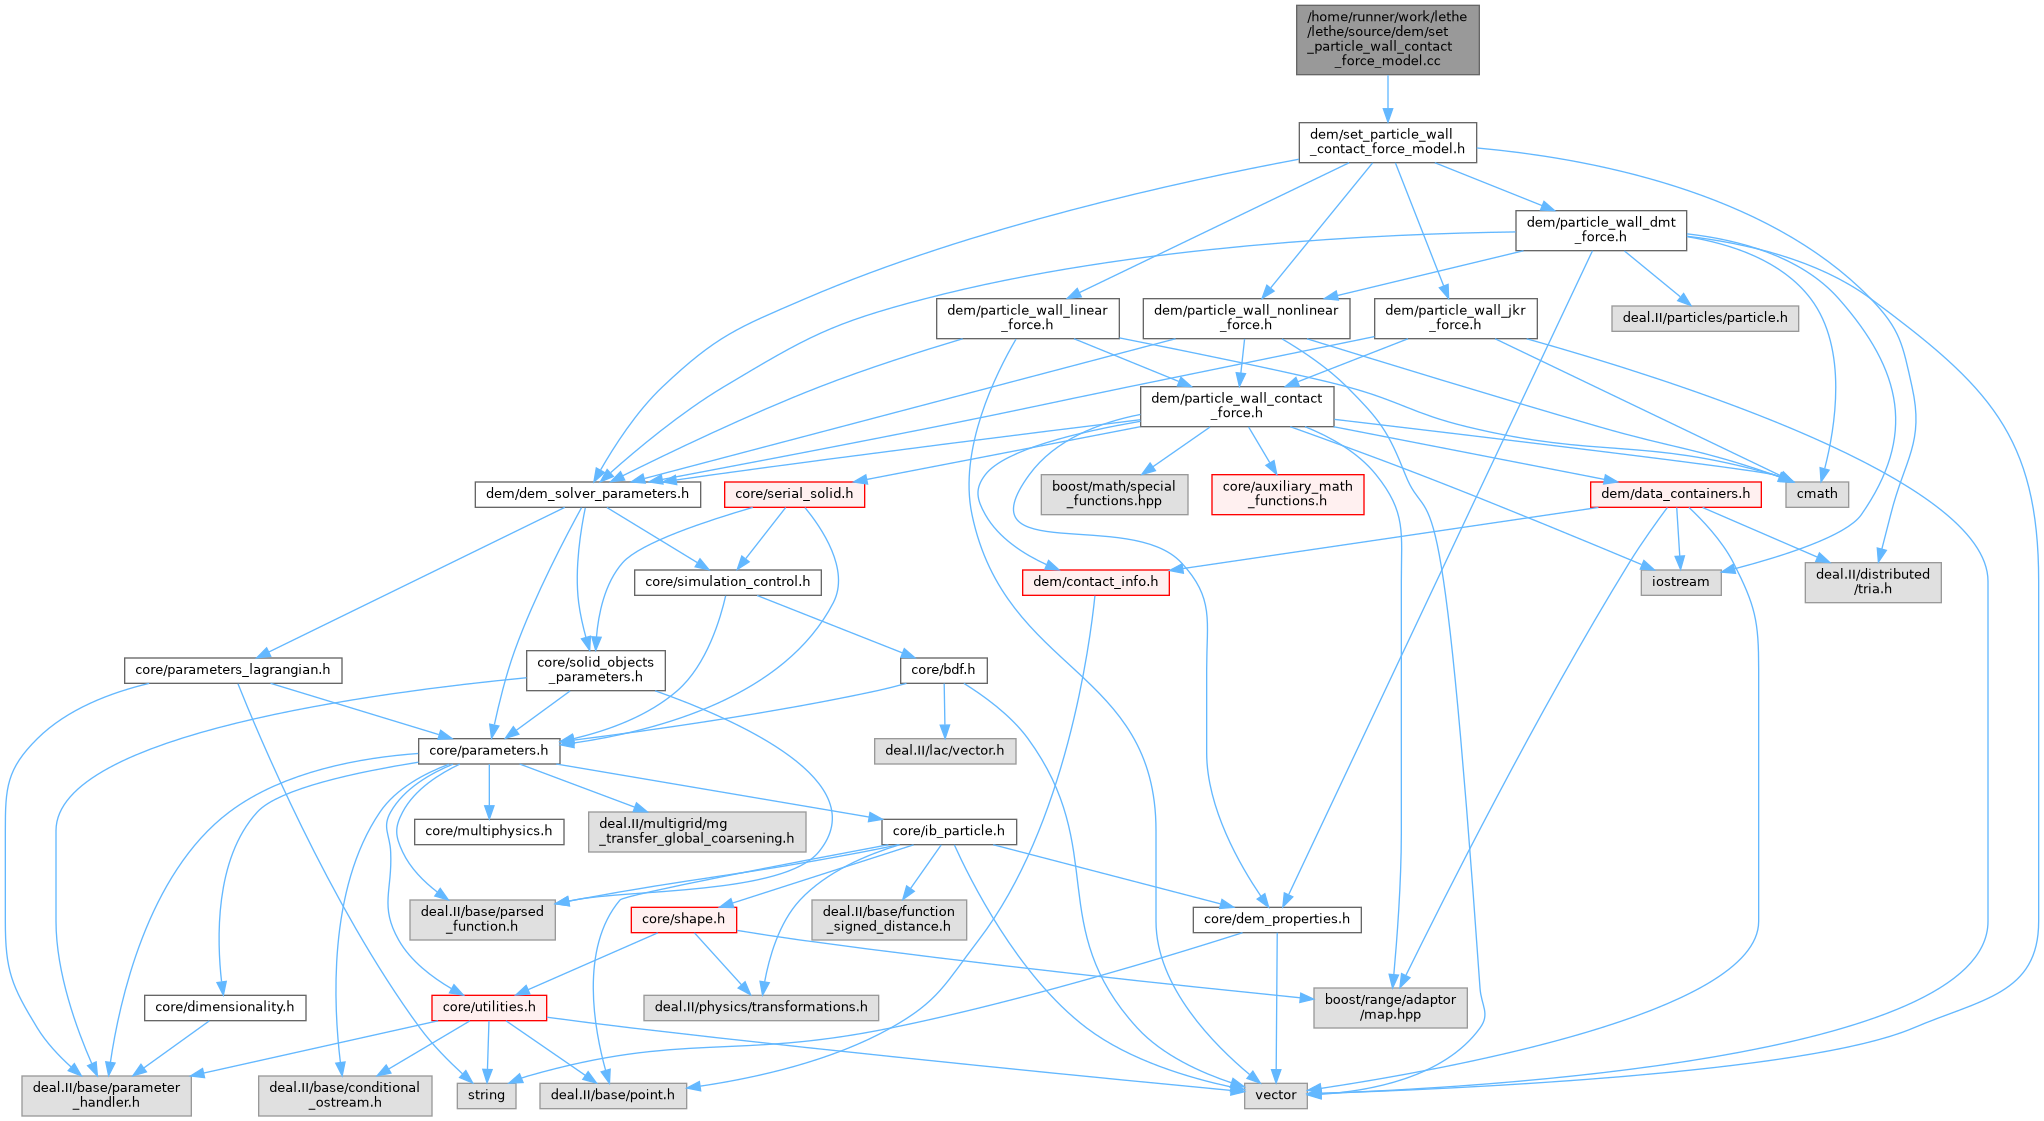 /home/runner/work/lethe
/lethe/source/dem/set
_particle_wall_contact
_force_model.cc
dem/set_particle_wall
_contact_force_model.h
dem/particle_wall_dmt
_force.h
dem/particle_wall_linear
_force.h
dem/particle_wall_nonlinear
_force.h
dem/particle_wall_jkr
_force.h
deal.II/particles/particle.h
dem/particle_wall_contact
_force.h
dem/dem_solver_parameters.h
core/serial_solid.h
boost/math/special
_functions.hpp
core/auxiliary_math
_functions.h
dem/data_containers.h
cmath
core/simulation_control.h
dem/contact_info.h
iostream
deal.II/distributed
/tria.h
core/parameters_lagrangian.h
core/solid_objects
_parameters.h
core/bdf.h
core/parameters.h
deal.II/lac/vector.h
core/multiphysics.h
deal.II/multigrid/mg
_transfer_global_coarsening.h
core/ib_particle.h
deal.II/base/parsed
_function.h
core/shape.h
deal.II/base/function
_signed_distance.h
core/dem_properties.h
core/dimensionality.h
core/utilities.h
deal.II/physics/transformations.h
boost/range/adaptor
/map.hpp
deal.II/base/parameter
_handler.h
deal.II/base/conditional
_ostream.h
string
deal.II/base/point.h
vector